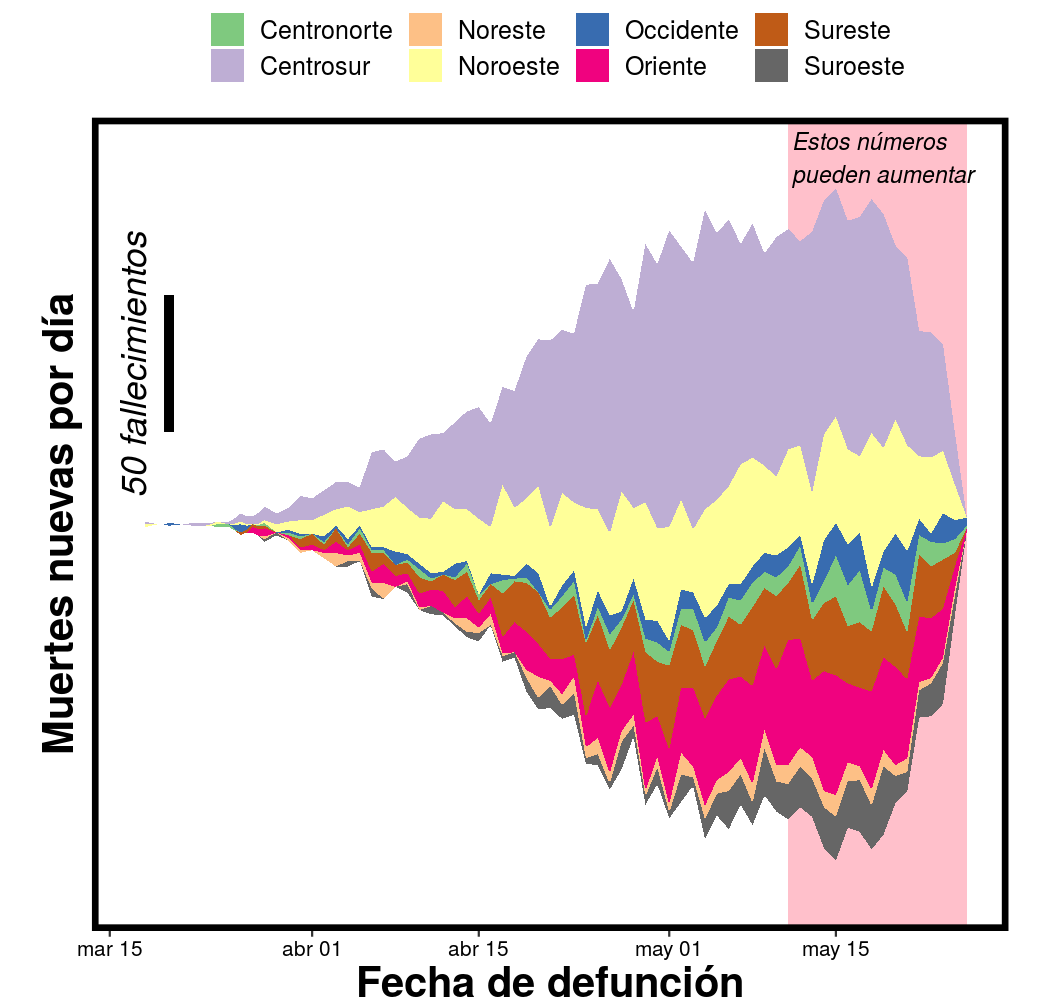 Centronorte Noreste Occidente Sureste
Centrosur Noroeste Oriente Suroeste
Estos números
pueden aumentar
50 fallecimientos
Muertes nuevas por día
mar 15 abr 01 abr 15 may 01 may 15
Fecha de defunción